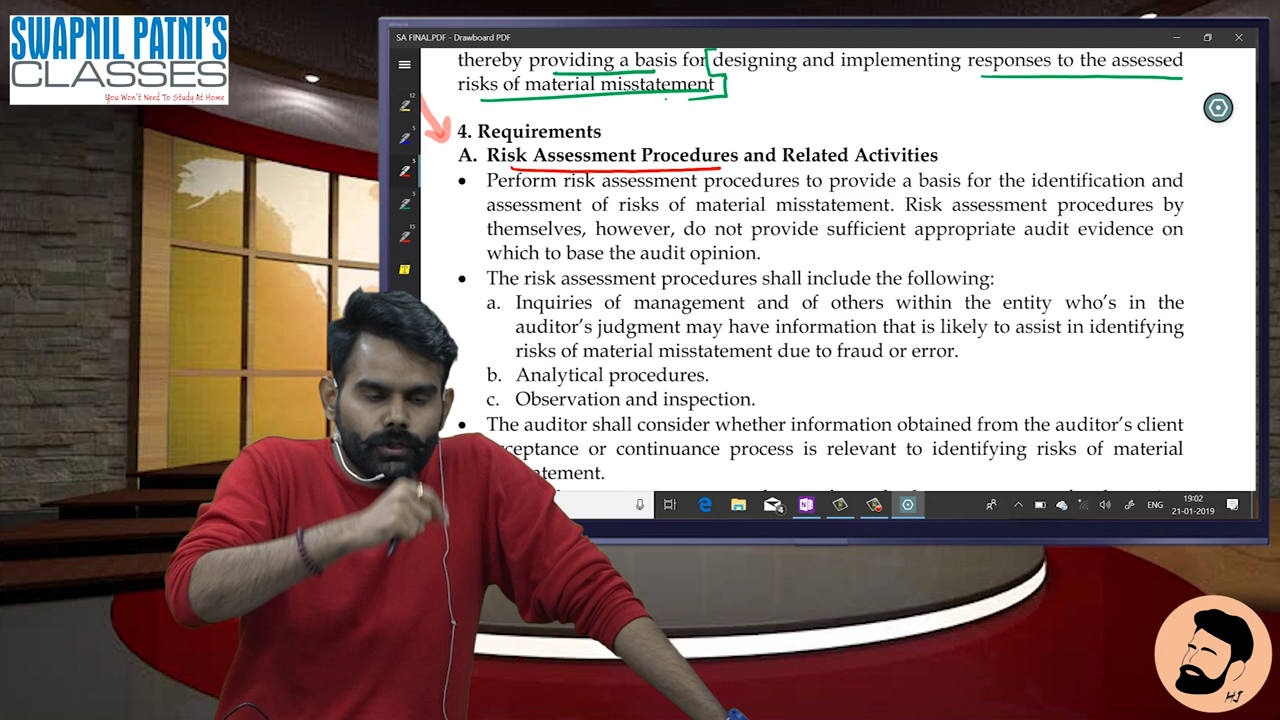 SWAPNIL PATNI'S
CLASSES
You Won't Need To Study At Home
SA FINAL.PDF - Drawboard PDF
thereby providing a basis for designing and implementing responses to the assessed
risks of material misstatement
4. Requirements
A. Risk Assessment Procedures and Related Activities
• Perform risk assessment procedures to provide a basis for the identification and
assessment of risks of material misstatement. Risk assessment procedures by
themselves, however, do not provide sufficient appropriate audit evidence on
which to base the audit opinion.
• The risk assessment procedures shall include the following:
a. Inquiries of management and of others within the entity who's in the
auditor's judgment may have information that is likely to assist in identifying
risks of material misstatement due to fraud or error.
b. Analytical procedures.
c. Observation and inspection.
• The auditor shall consider whether information obtained from the auditor's client
cceptance or continuance process is relevant to identifying risks of material
tatement.
ENG
19:02
21-01-2019
HJ